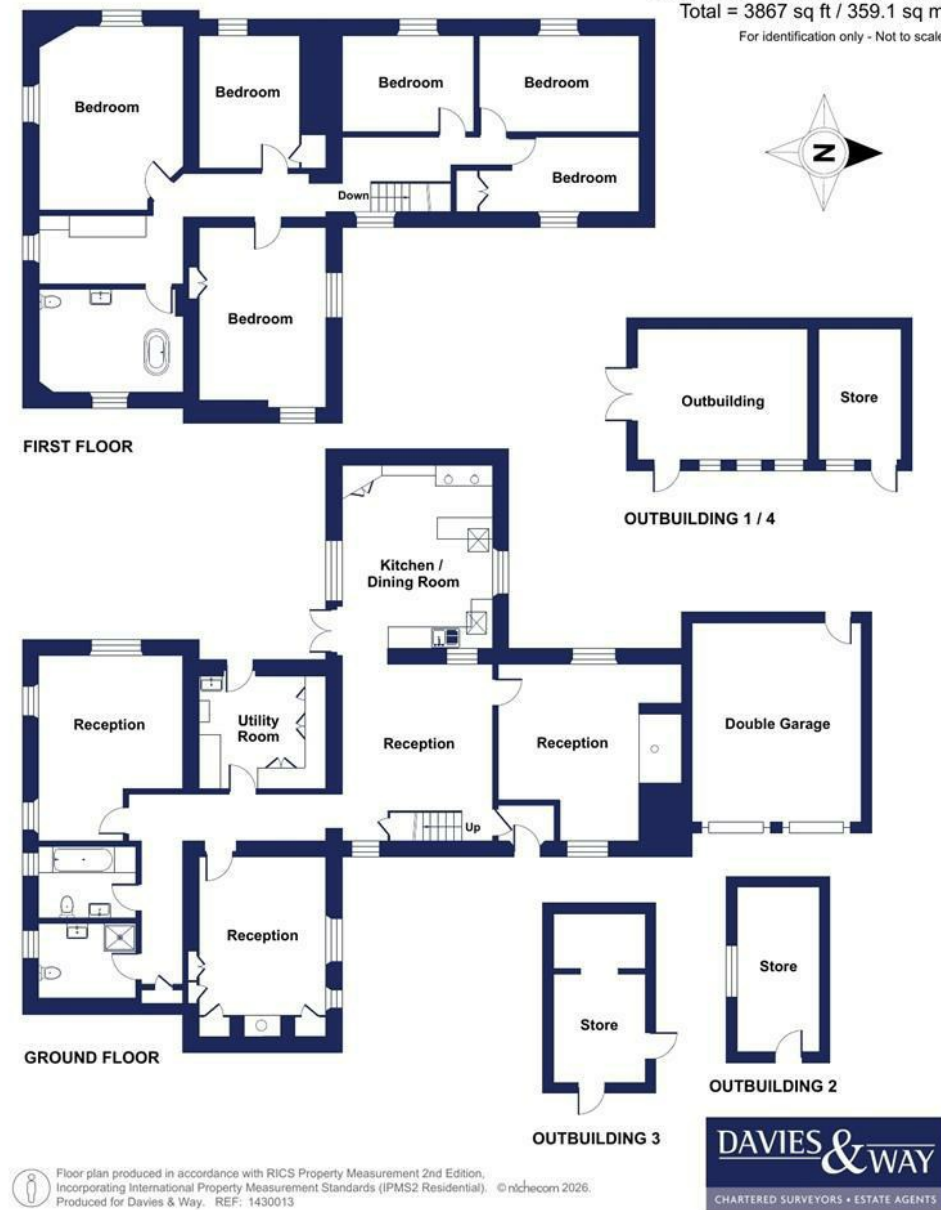 Total = 3867 sq ft / 359.1 sq m
For identification only - Not to scale
Bedroom
Bedroom
Bedroom
Bedroom
Bedroom
Down
Bedroom
N
FIRST FLOOR
Outbuilding
Store
OUTBUILDING 1 / 4
Kitchen /
Dining Room
Reception
Utility
Room
Reception
Reception
Double Garage
Up
Reception
GROUND FLOOR
Store
OUTBUILDING 3
Store
OUTBUILDING 2
DAVIES & WAY
CHARTERED SURVEYORS • ESTATE AGENTS
Floor plan produced in accordance with RICS Property Measurement 2nd Edition,
Incorporating International Property Measurement Standards (IPMS2 Residential). © nichecom 2026.
Produced for Davies & Way. REF: 1430013